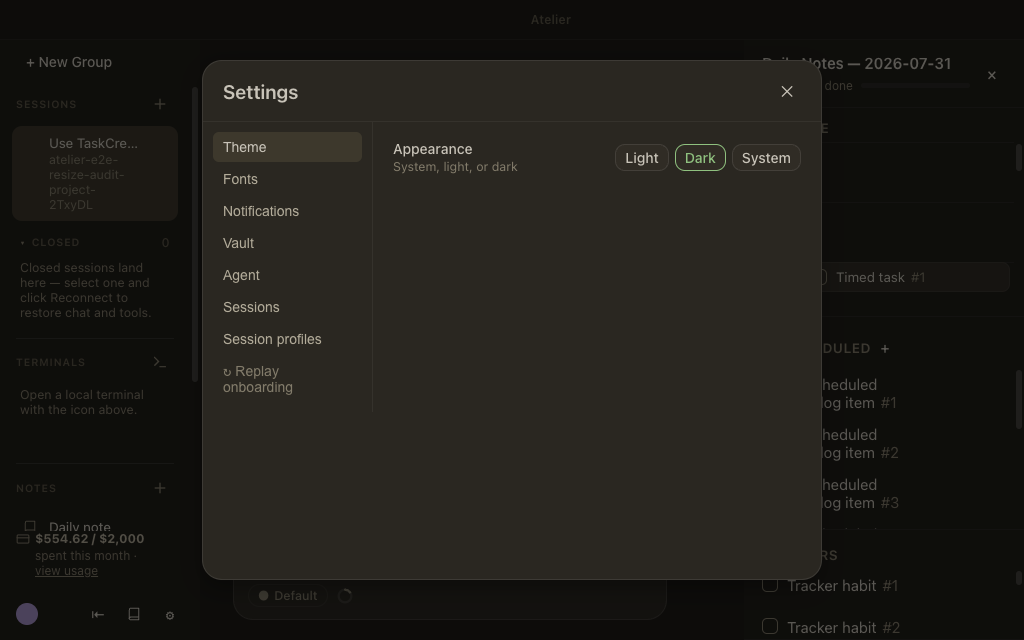 Atelier
+ New Group
SESSIONS
Use TaskCre...
atelier-e2e-
resize-audit-
project-
2TxyDL
CLOSED 0
Closed sessions land
here — select one and
click Reconnect to
restore chat and tools.
TERMINALS
Open a local terminal
with the icon above.
NOTES
Daily note
$554.62 / $2,000
spent this month ·
view usage
Settings
Theme
Fonts
Notifications
Vault
Agent
Sessions
Session profiles
↻ Replay
onboarding
Appearance
System, light, or dark
Light
Dark
System
Default
Notes — 2026-07-31
done
Timed task #1
DULED +
heduled
log item #1
heduled
log item #2
heduled
log item #3
RS
Tracker habit #1
Tracker habit #2